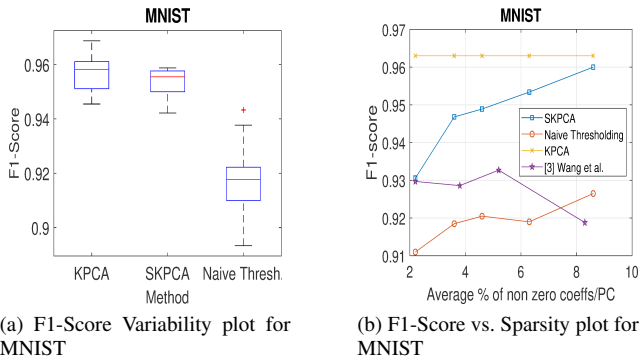 MNIST
0.96
0.94
0.92
0.9
F1-Score
KPCA
SKPCA
Naive Thresh.
Method
(a) F1-Score Variability plot for
MNIST
MNIST
0.97
0.96
0.95
0.94
0.93
0.92
0.91
F1-score
SKPCA
Naive Thresholding
KPCA
[3] Wang et al.
2
4
6
8
10
Average % of non zero coeffs/PC
(b) F1-Score vs. Sparsity plot for
MNIST